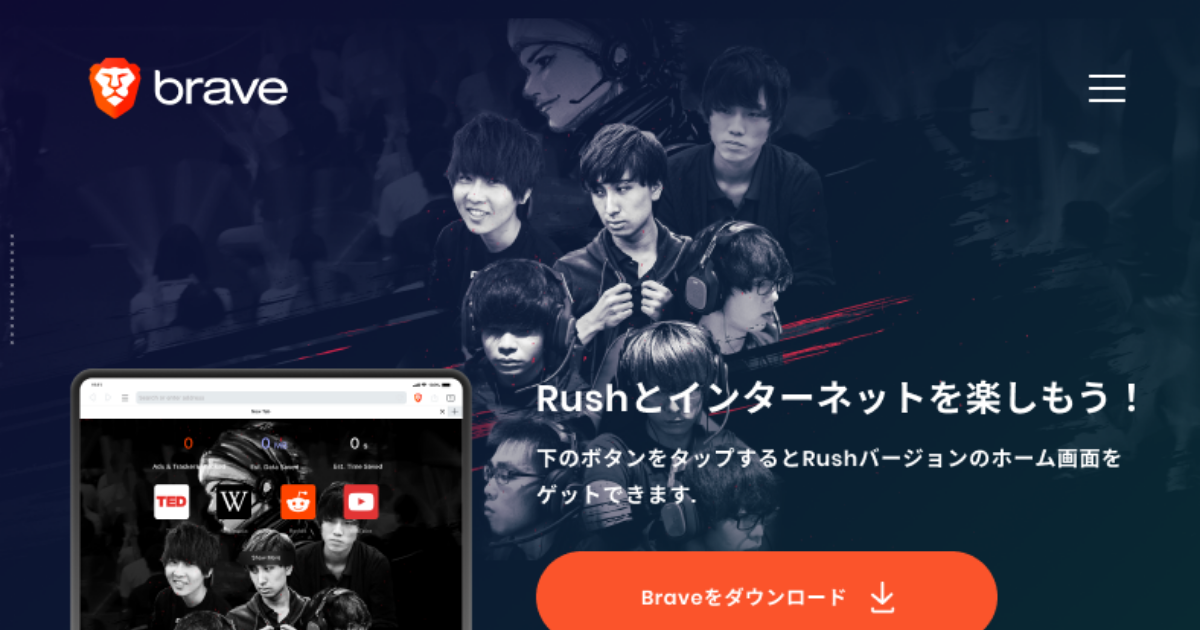 brave
Rushとインターネットを楽しもう！
下のボタンをタップするとRushバージョンのホーム画面を
ゲットできます.
Braveをダウンロード
Search or enter address
New Tab
0 0 0 s
Est. Data Saved Est. Time Saved
TED W
Show More